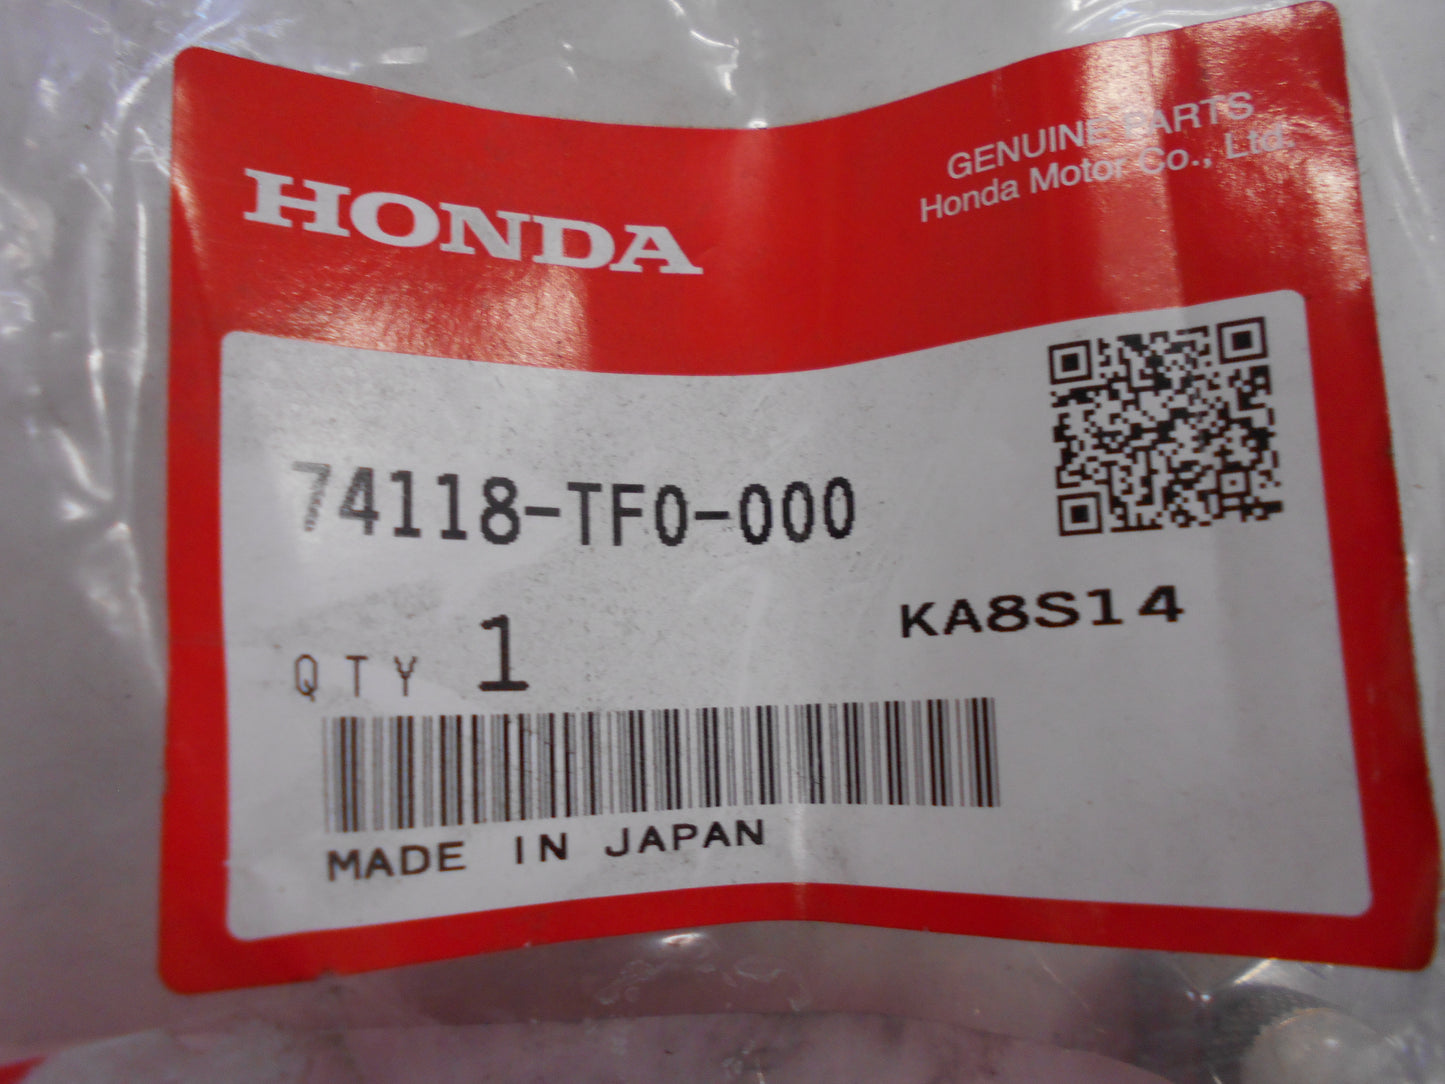 HONDA
GENUINE PARTS
Honda Motor Co., Ltd.
74118-TF0-000
KA8S14
QTY 1
MADE IN JAPAN